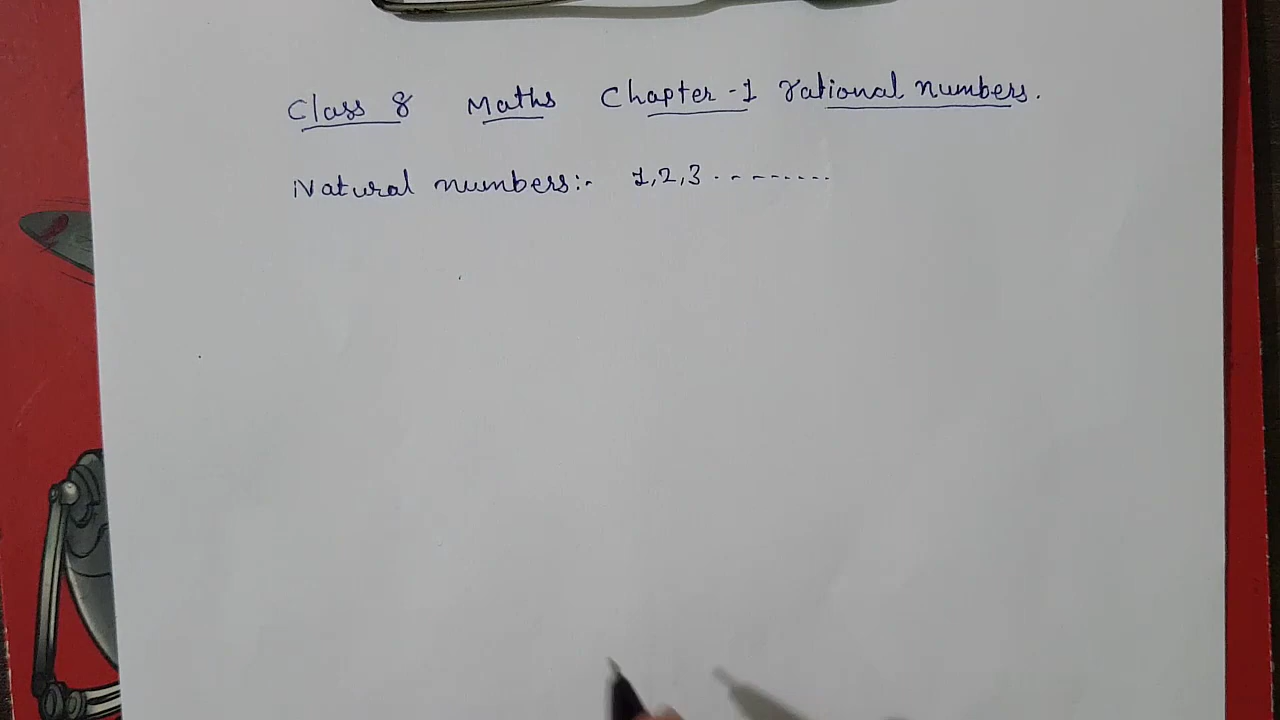 Class 8 Maths Chapter-1 rational numbers.
Natural numbers:- 1,2,3 ---------